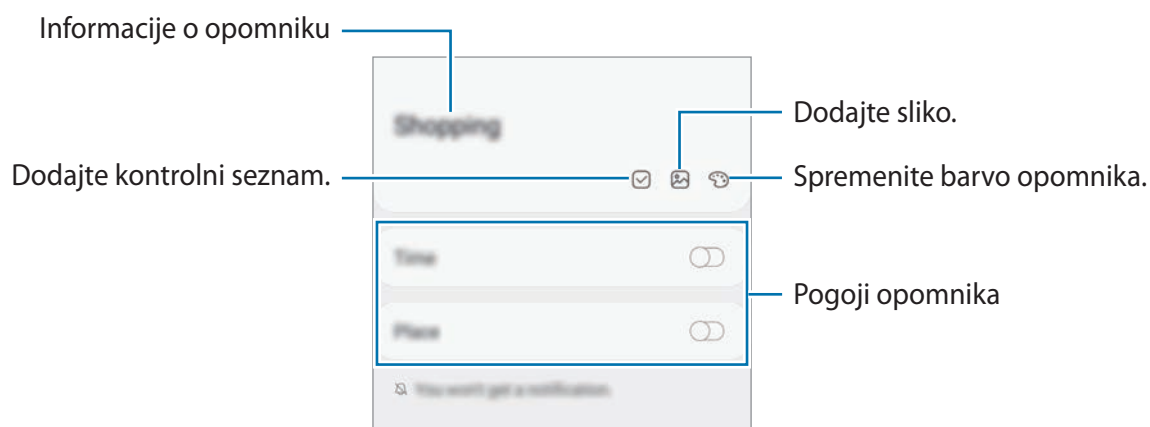 Informacije o opomniku
Shopping
Dodajte sliko.
Dodajte kontrolni seznam.
Spremenite barvo opomnika.
Time
Pogoji opomnika
Place
You won't get a notification.